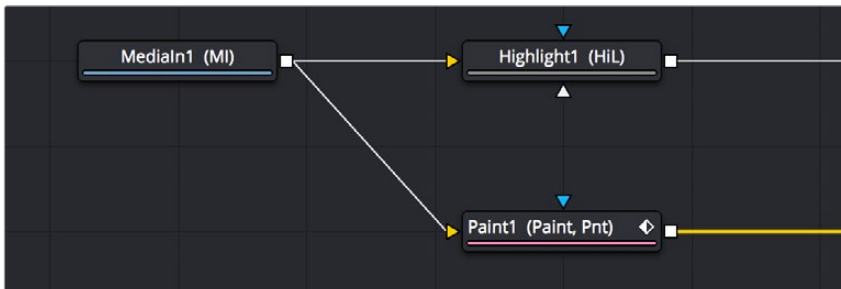 MediaIn1 (MI)
Highlight1 (HiL)
Paint1 (Paint, Pnt)